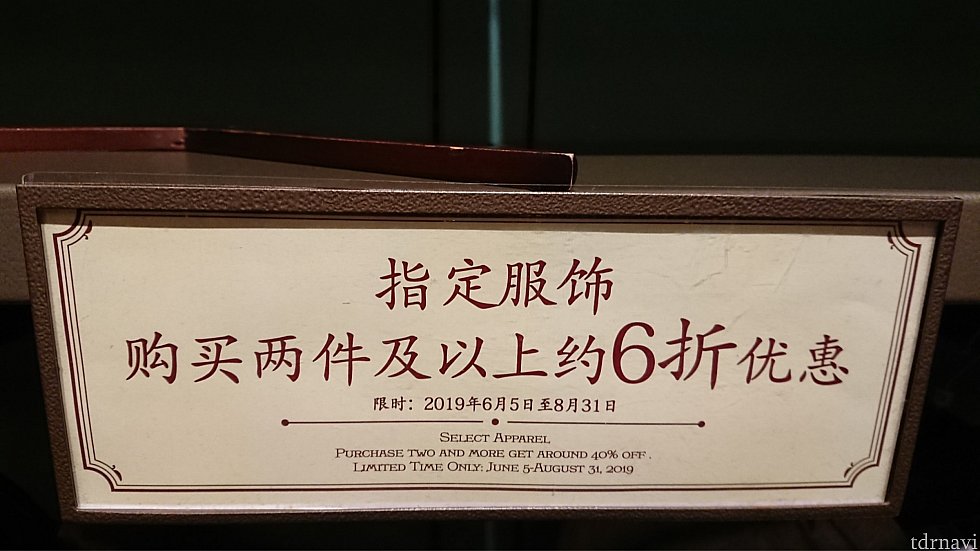 指定服饰
购买两件及以上约6折优惠
限时：2019年6月5日至8月31日
SELECT APPAREL
PURCHASE TWO AND MORE GET AROUND 40% OFF.
LIMITED TIME ONLY: JUNE 5-AUGUST 31, 2019
tdrnavi